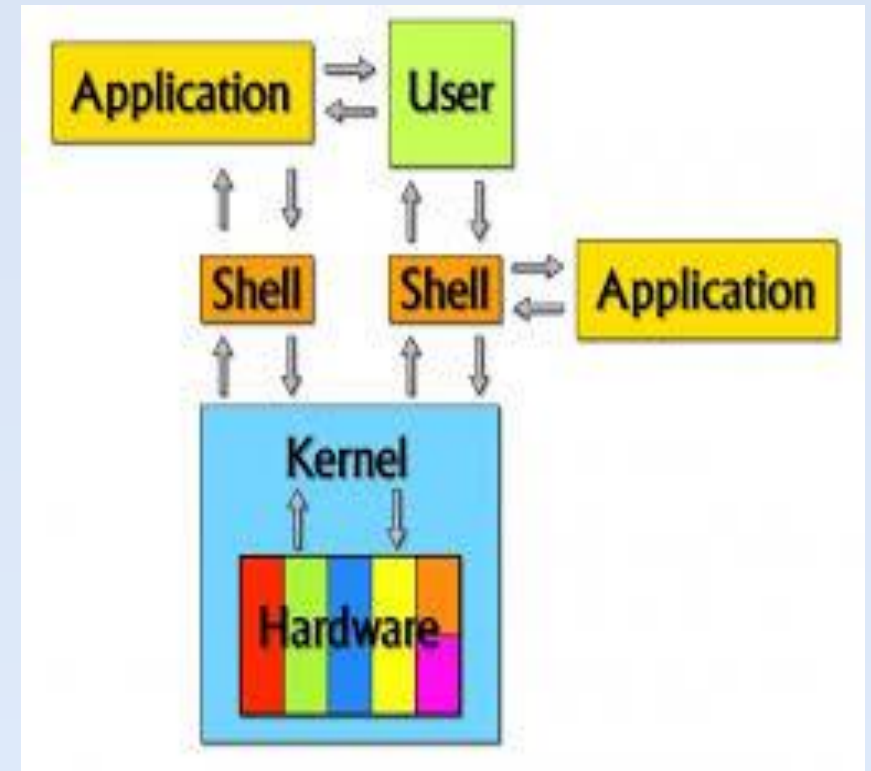 Application
User
Shell
Shell
Application
Kernel
Hardware